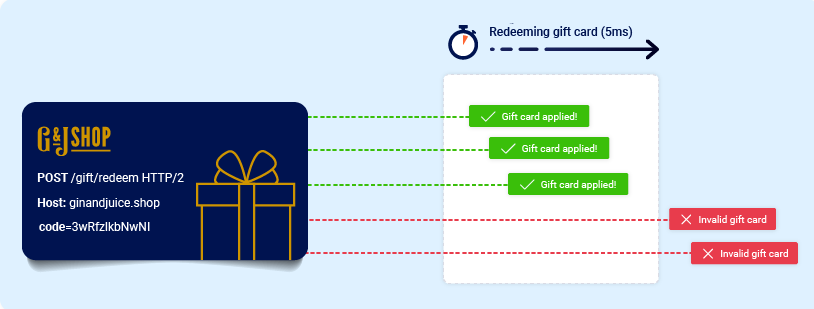 Redeeming gift card (5ms)
G&J SHOP
POST /gift/redeem HTTP/2
Host: ginandjuice.shop
code=3wRfzIkbNwNI
Gift card applied!
Gift card applied!
Gift card applied!
Invalid gift card
Invalid gift card